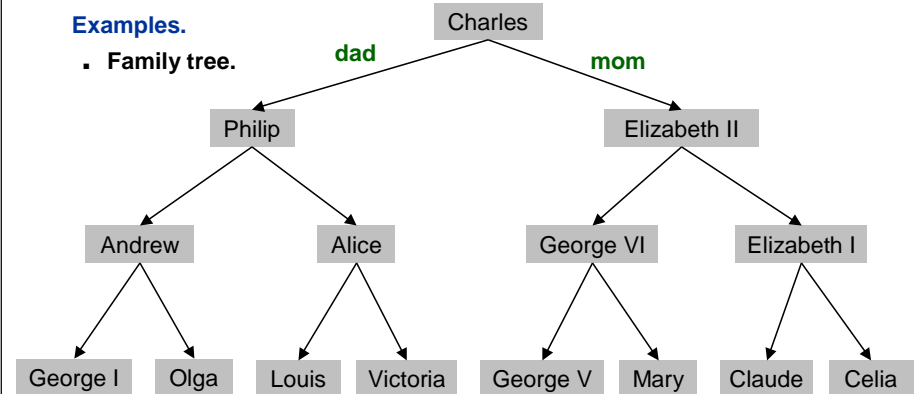 Examples.
Charles
▪ Family tree.
dad
mom
Philip
Elizabeth II
Andrew
Alice
George VI
Elizabeth I
George I
Olga
Louis
Victoria
George V
Mary
Claude
Celia